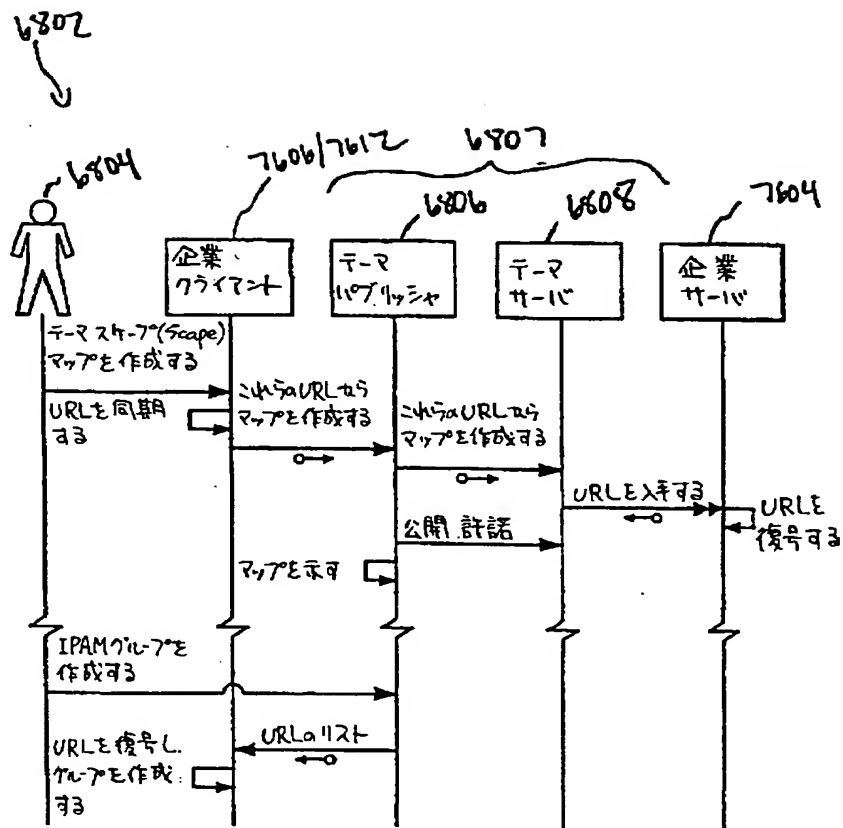 6802
6804
7606/7612
6807
6806
6808
7604
企業
クライアント
テーマ
パブリッシャ
テーマ
サーバ
企業
サーバ
テーマスケープ(Scape)
マップを作成する
URLを同期
する
これらのURLから
マップを作成する
これらのURLから
マップを作成する
URLを入手する
URLを
復号する
公開許諾
マップを示す
IPAMグループを
作成する
URLのリスト
URLを復号し
グループを作成
する